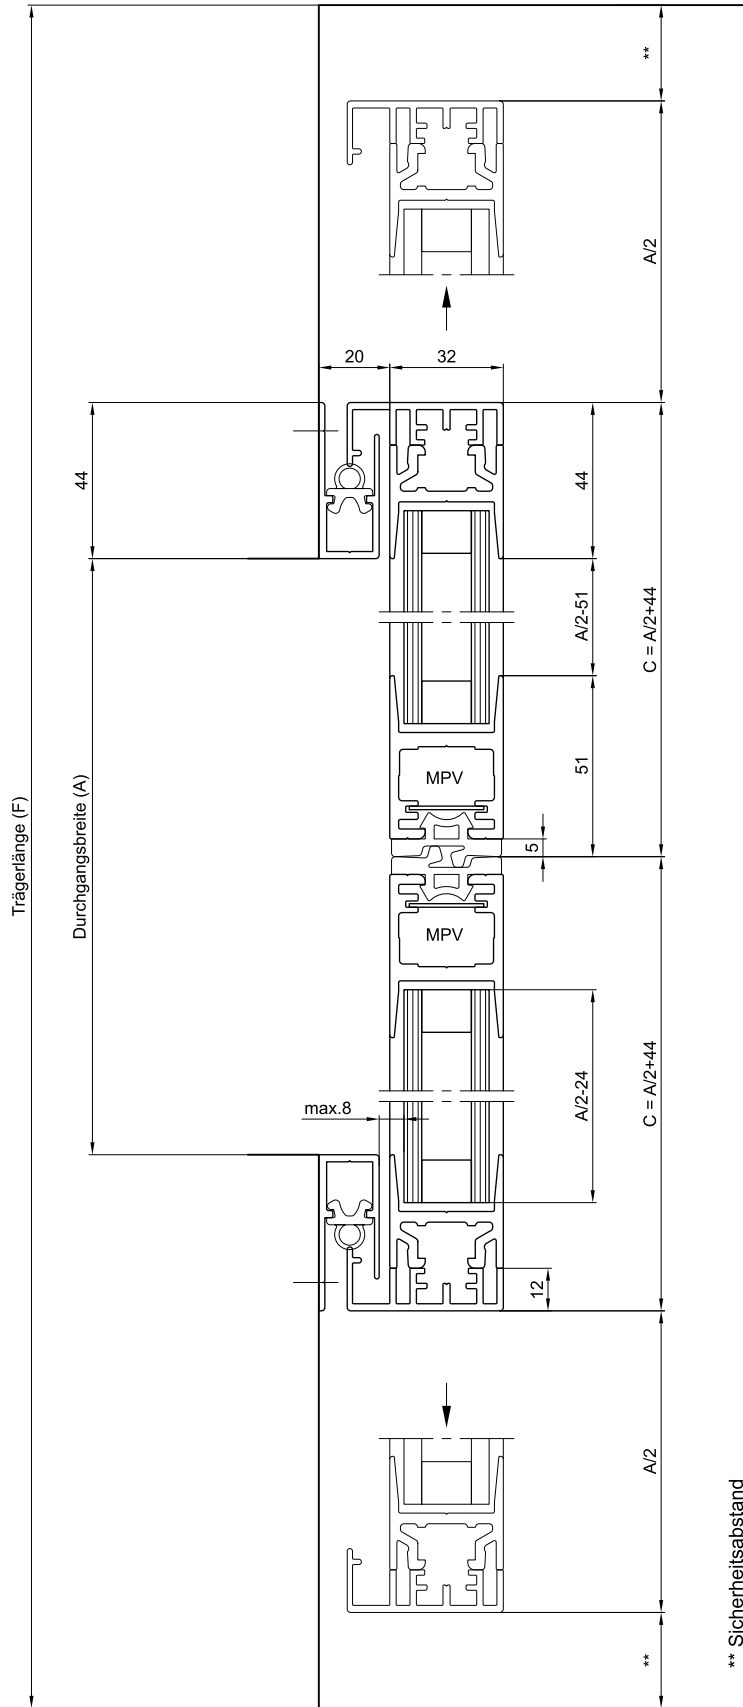 **
A/2
20
32
44
44
A/2-51
C = A/2+44
51
MPV
5
Trägerlänge (F)
Durchgangsbreite (A)
MPV
A/2-24
C = A/2+44
max.8
12
A/2
**
** Sicherheitsabstand